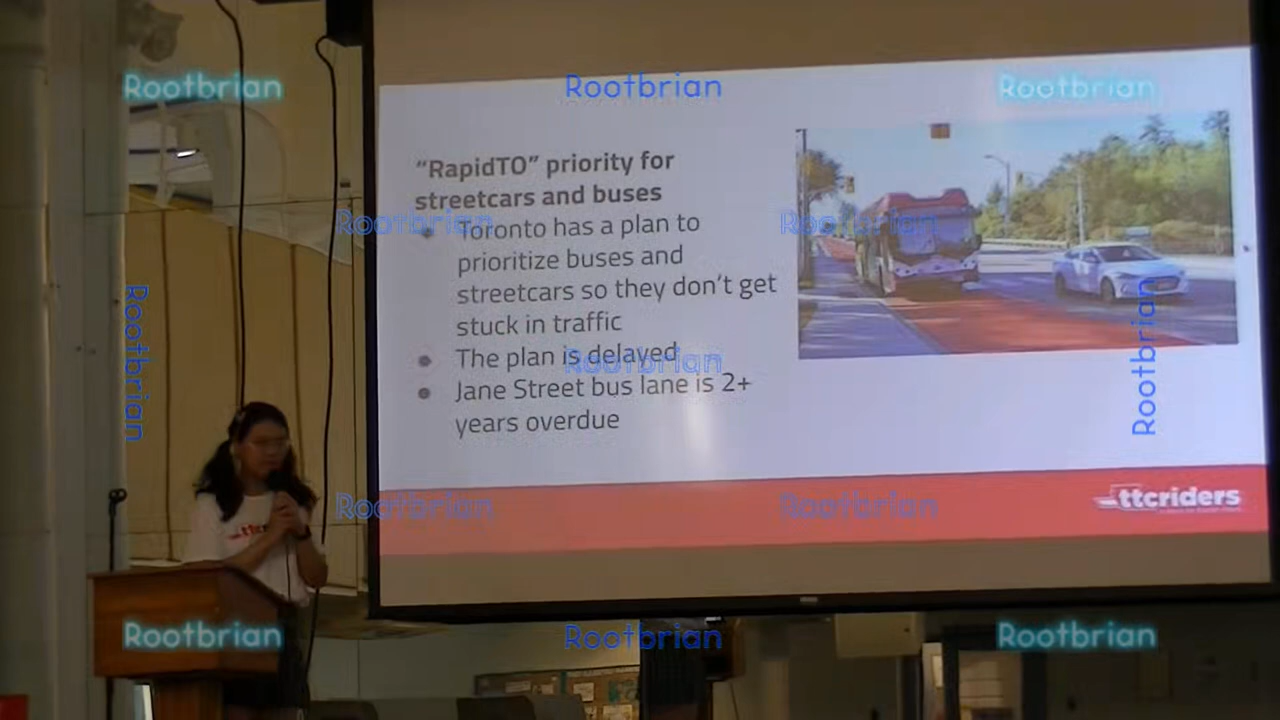 Rootbrian Rootbrian Rootbrian
“RapidTO” priority for
streetcars and buses
Rootbrian Rootbrian
• Toronto has a plan to
prioritize buses and
streetcars so they don’t get
stuck in traffic
Rootbrian
Rootbrian
• The plan is delayed
Rootbrian
• Jane Street bus lane is 2+
years overdue
ttcriders
Rootbrian Rootbrian
Rootbrian Rootbrian Rootbrian